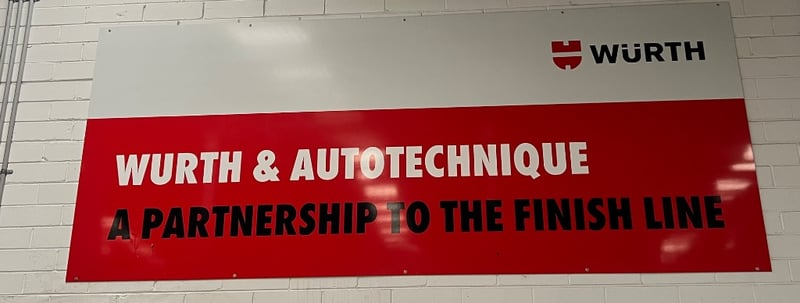 WÜRTH
WURTH & AUTOTECHNIQUE
A PARTNERSHIP TO THE FINISH LINE